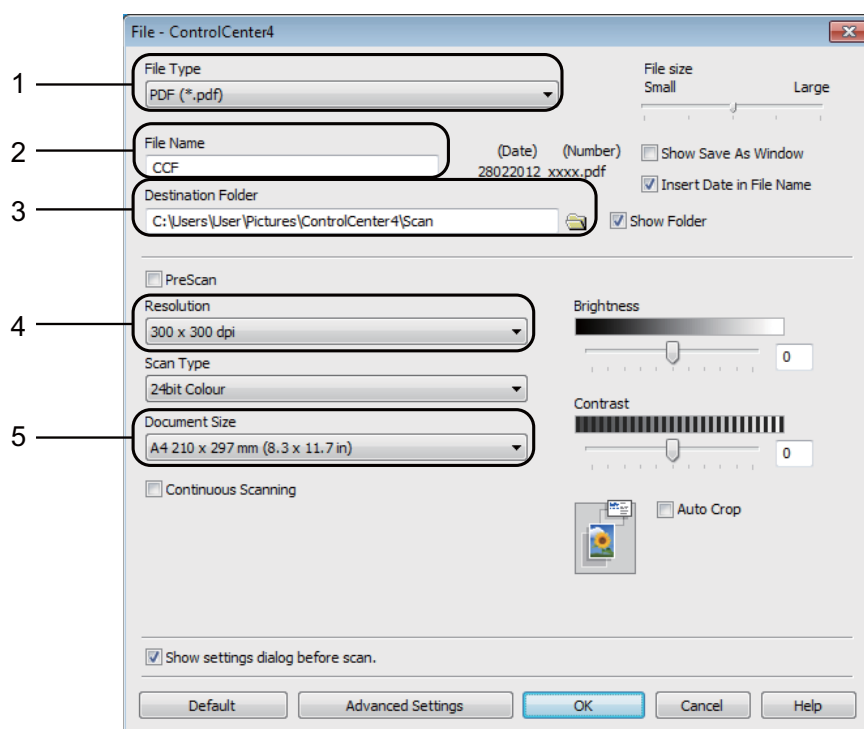 File - ControlCenter4
1
File Type
PDF (*.pdf)
File size
Small Large
2
File Name
CCF
(Date) (Number)
28022012 xxxx.pdf
Show Save As Window
Insert Date in File Name
3
Destination Folder
C:\Users\User\Pictures\ControlCenter4\Scan
Show Folder
PreScan
4
Resolution
300 x 300 dpi
Scan Type
24bit Colour
5
Document Size
A4 210 x 297 mm (8.3 x 11.7 in)
Continuous Scanning
Brightness
0
Contrast
0
Auto Crop
Show settings dialog before scan.
Default Advanced Settings OK Cancel Help